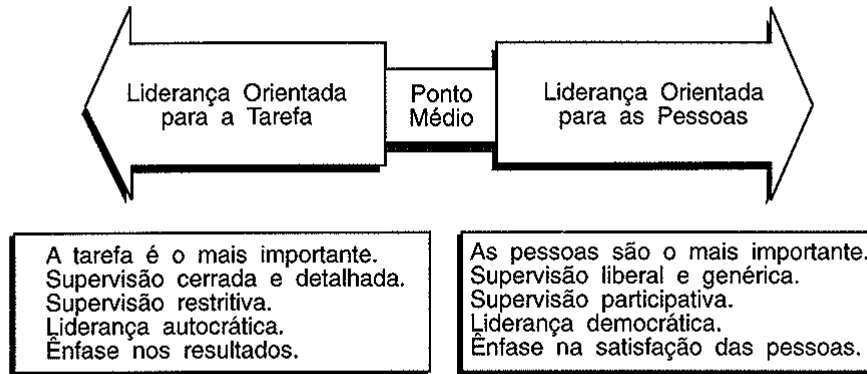 Liderança Orientada
para a Tarefa
Ponto
Médio
Liderança Orientada
para as Pessoas
A tarefa é o mais importante.
Supervisão cerrada e detalhada.
Supervisão restritiva.
Liderança autocrática.
Ênfase nos resultados.
As pessoas são o mais importante.
Supervisão liberal e genérica.
Supervisão participativa.
Liderança democrática.
Ênfase na satisfação das pessoas.